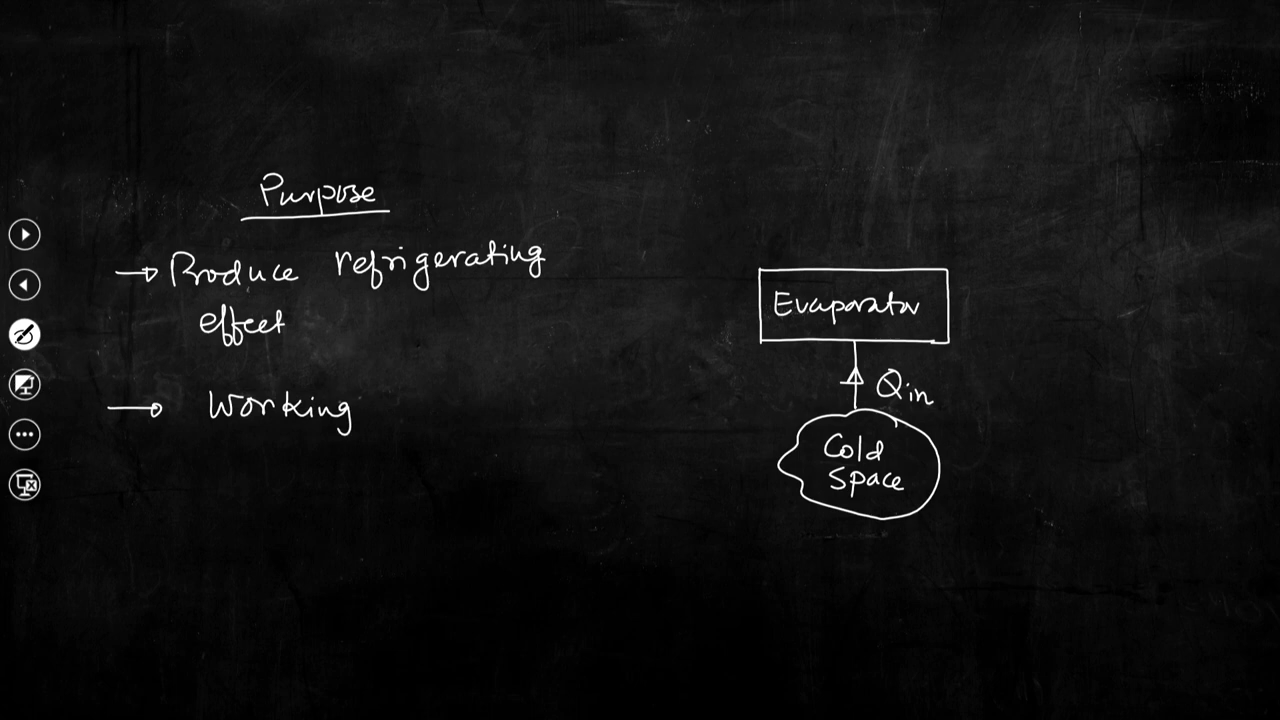 Purpose
→ Produce refrigerating
effect
→ Working
Evaporator
Qin
Cold
Space